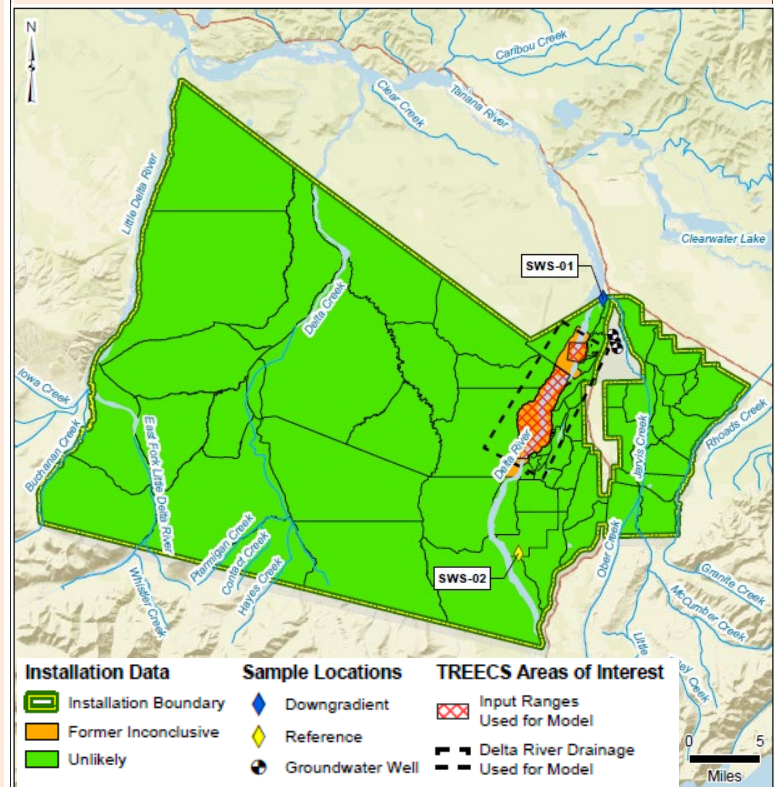 N
Caribou Creek
Clear Creek
Tanana River
Little Delta River
Clearwater Lake
SWS-01
Delta Creek
Iowa Creek
Buchanan Creek
East Fork Little Delta River
Delta River
Jarvis Creek
Rhoads Creek
Ptarmigan Creek
Contact Creek
Hayes Creek
Whistler Creek
SWS-02
Ober Creek
Granite Creek
McCumber Creek
Little
Creek
Installation Data
Installation Boundary
Former Inconclusive
Unlikely
Sample Locations
Downgradient
Reference
Groundwater Well
TREECS Areas of Interest
Input Ranges
Used for Model
Delta River Drainage
Used for Model
0 5
Miles